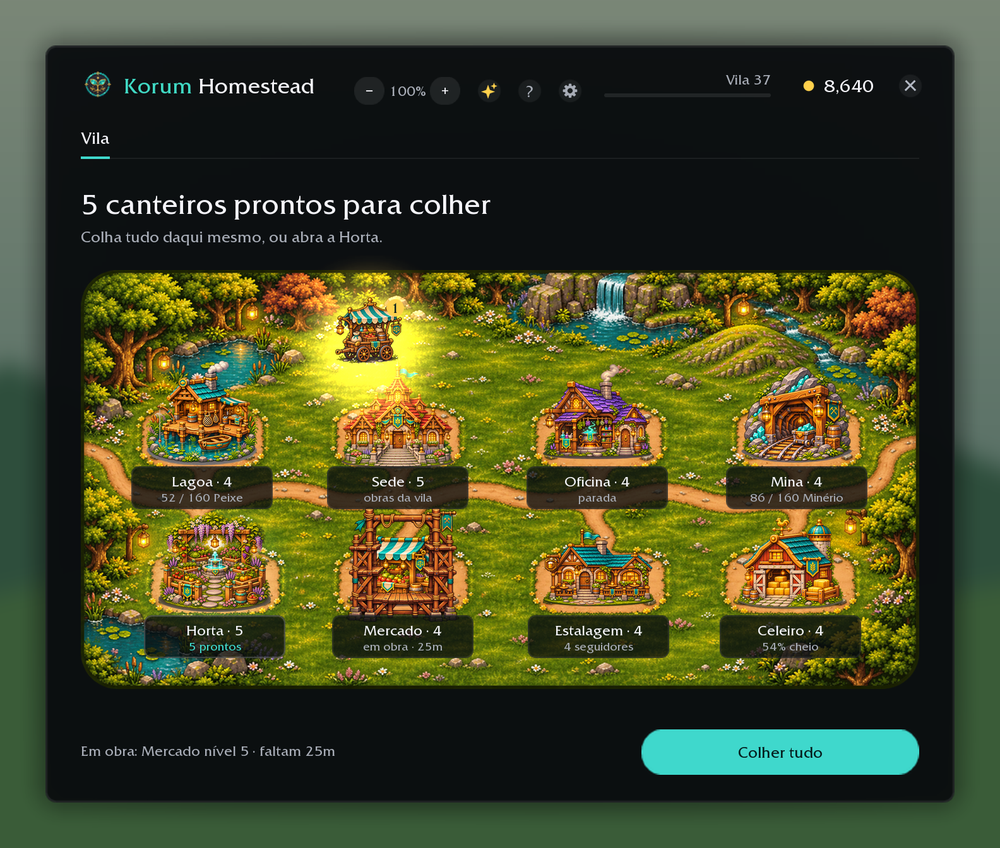 Korum Homestead
− 100% + ?
Vila 37
8,640
Vila
5 canteiros prontos para colher
Colha tudo daqui mesmo, ou abra a Horta.
1
Lagoa · 4
52 / 160 Peixe
Sede · 5
obras da vila
Oficina · 4
parada
Mina · 4
86 / 160 Minério
Horta · 5
5 prontos
Mercado · 4
em obra · 25m
Estalagem · 4
4 seguidores
Celeiro · 4
54% cheio
Em obra: Mercado nível 5 · faltam 25m
Colher tudo